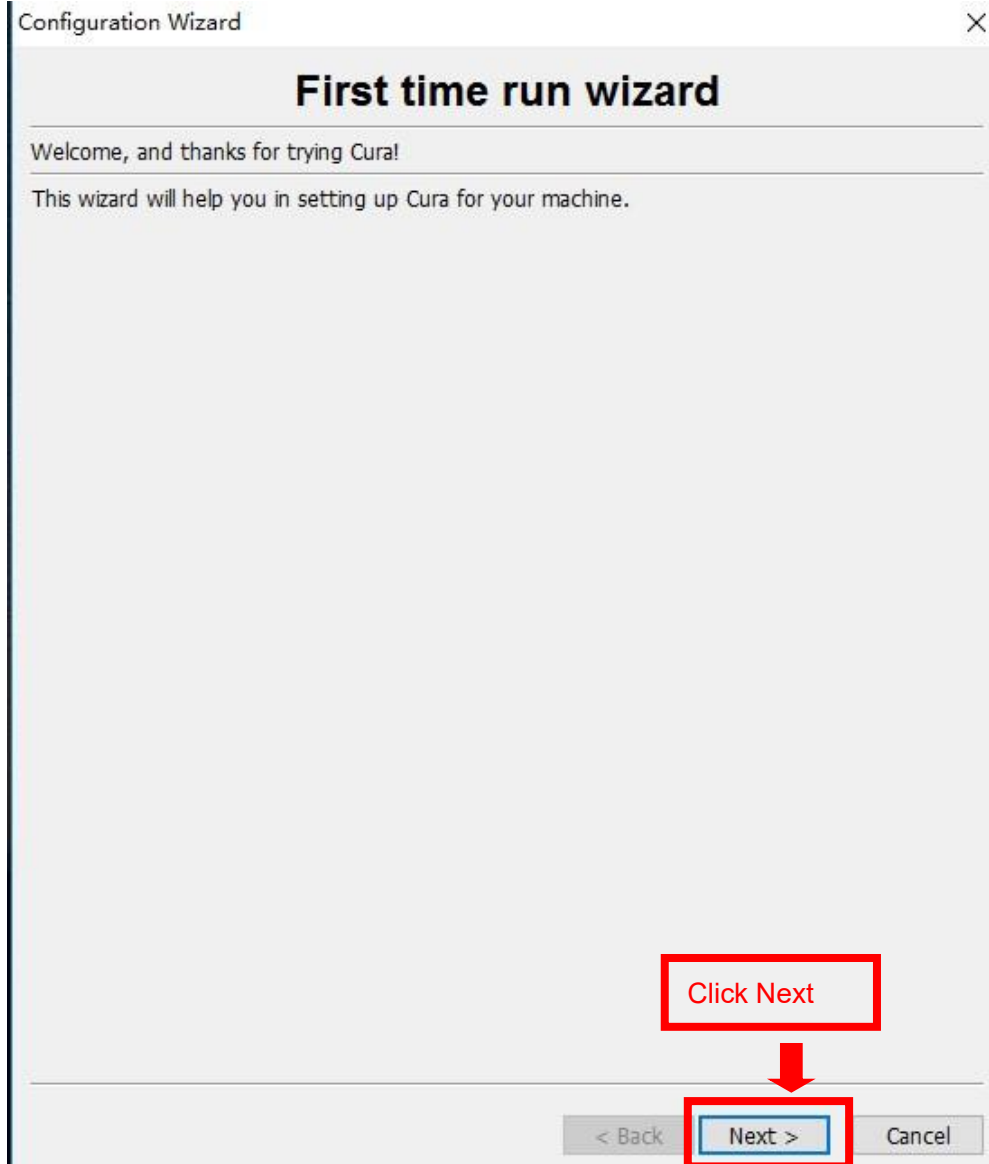 Configuration Wizard
First time run wizard
Welcome, and thanks for trying Cura!
This wizard will help you in setting up Cura for your machine.
Click Next
< Back Next > Cancel